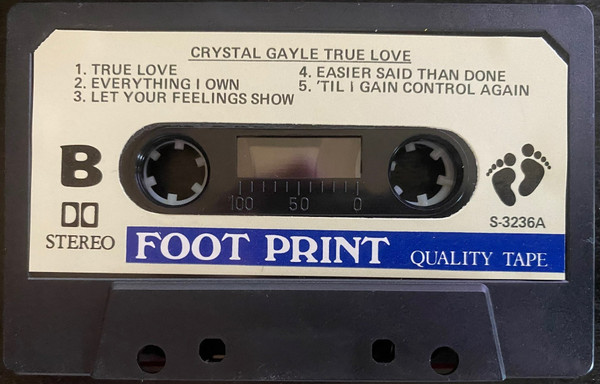 CRYSTAL GAYLE TRUE LOVE
1. TRUE LOVE
2. EVERYTHING I OWN
3. LET YOUR FEELINGS SHOW
4. EASIER SAID THAN DONE
5. 'TIL I GAIN CONTROL AGAIN
B
100 50 0
STEREO
S-3236A
FOOT PRINT QUALITY TAPE